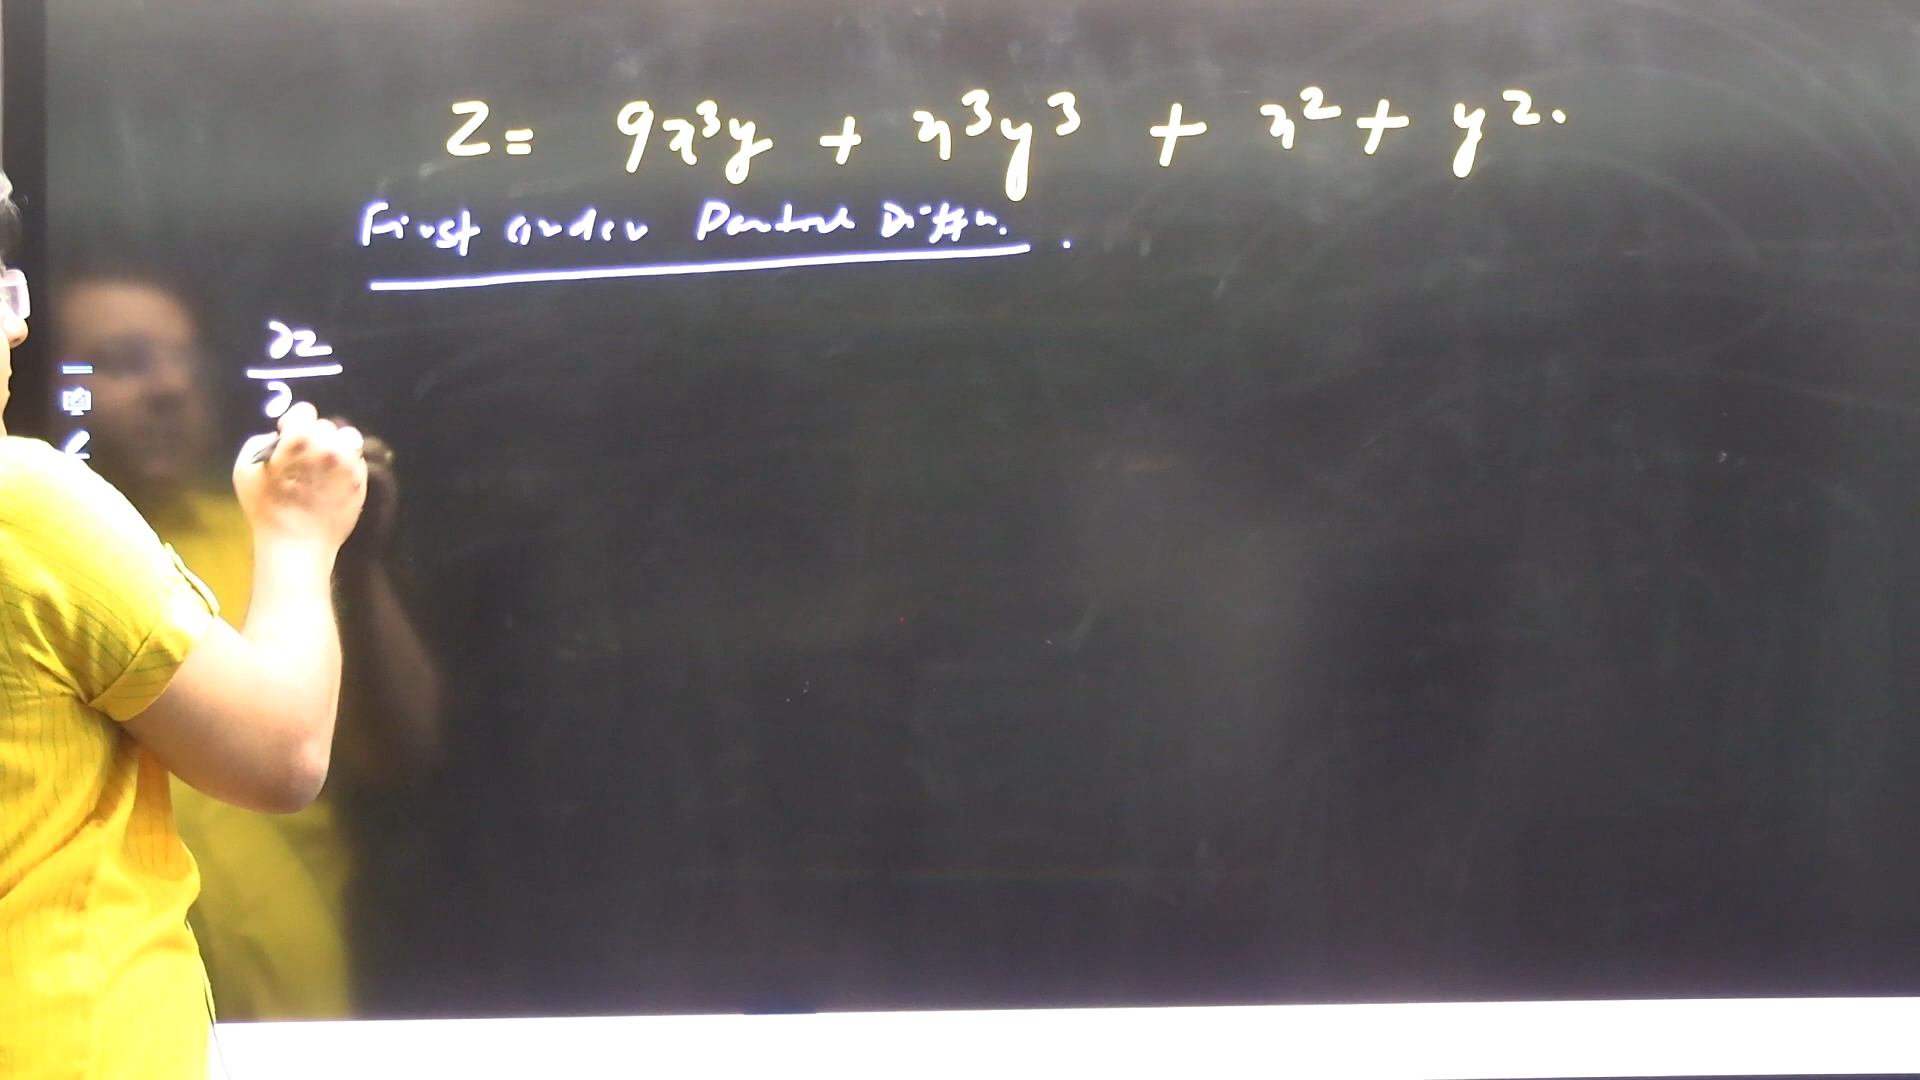 Z = 9x³y + x³y³ + x² + y².
First order Partial Diffn.
∂z
∂